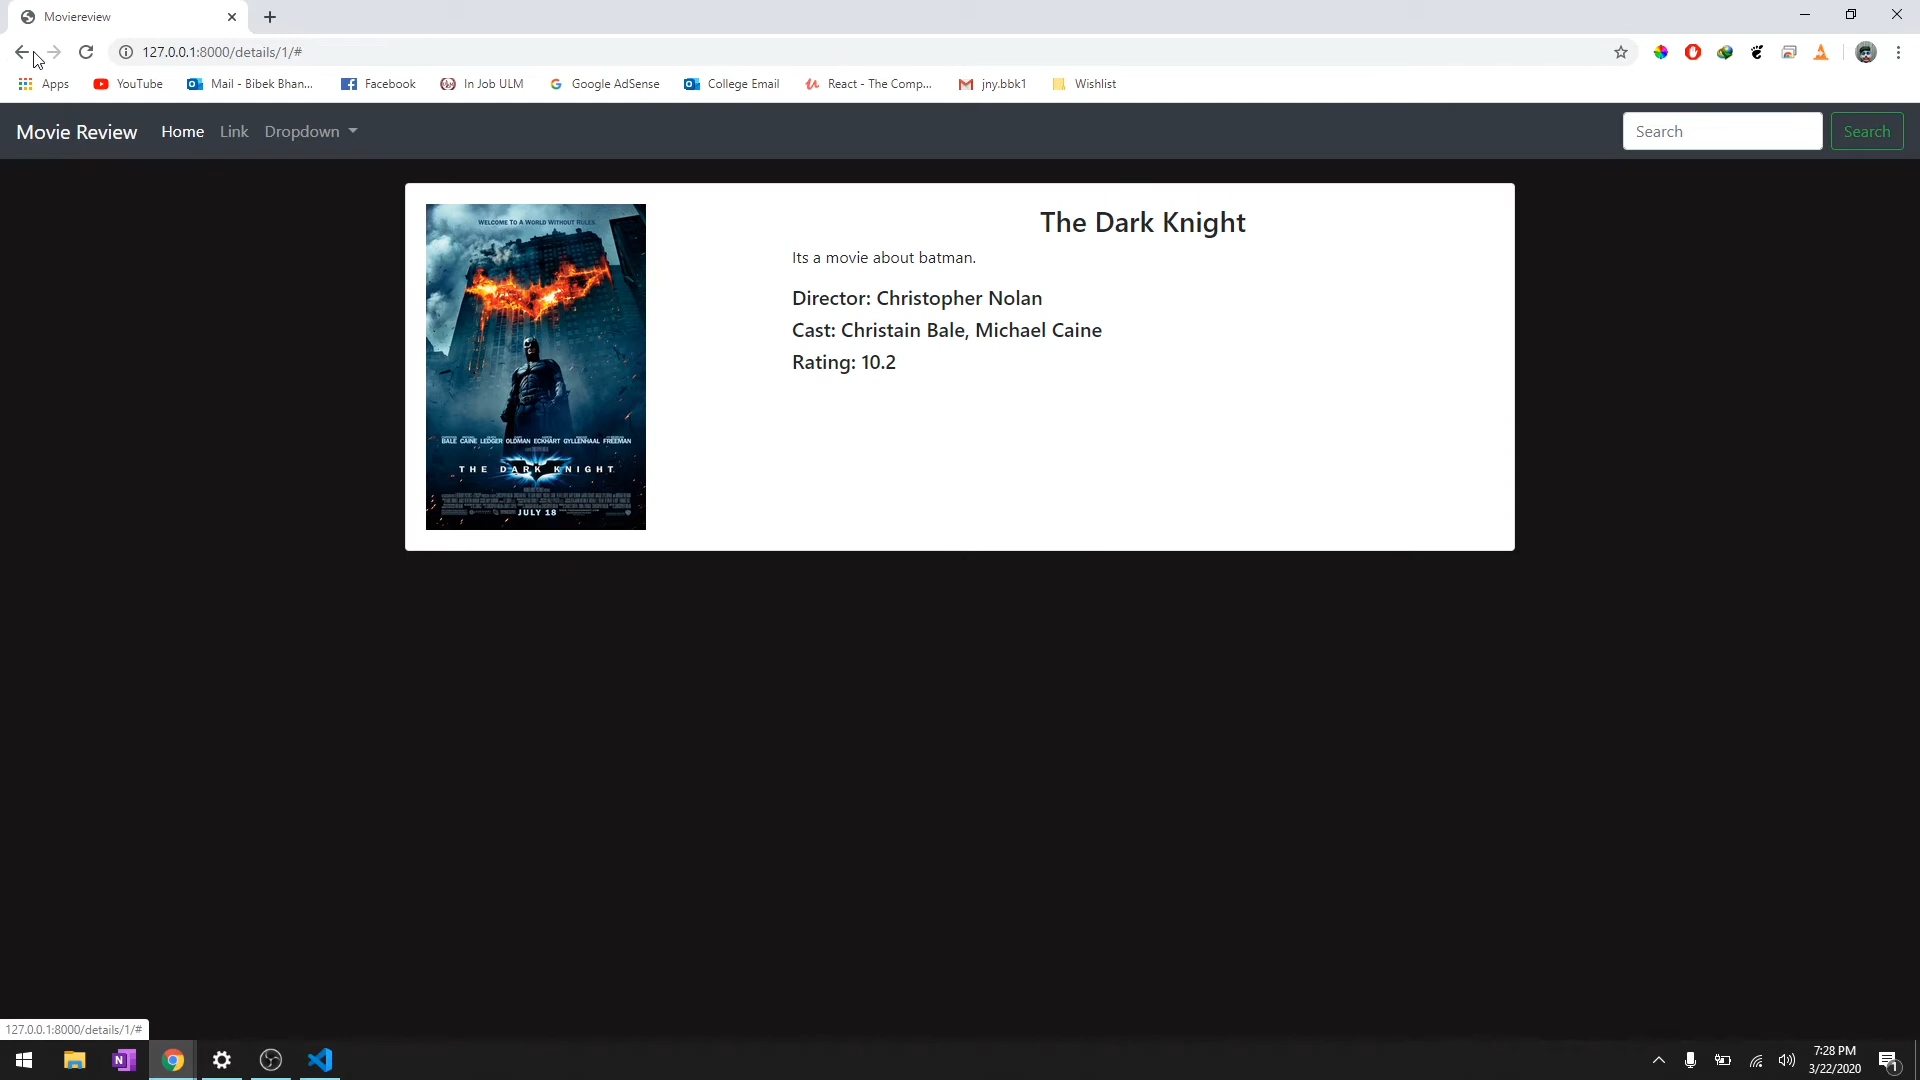 Moviereview
127.0.0.1:8000/details/1/#
Apps YouTube Mail - Bibek Bhan... Facebook In Job ULM Google AdSense College Email React - The Comp... jny.bbk1 Wishlist
Movie Review Home Link Dropdown Search Search
WELCOME TO A WORLD WITHOUT RULES.
BALE CAINE LEDGER OLDMAN ECKHART GYLLENHAAL FREEMAN
THE DARK KNIGHT
JULY 18
The Dark Knight
Its a movie about batman.
Director: Christopher Nolan
Cast: Christain Bale, Michael Caine
Rating: 10.2
127.0.0.1:8000/details/1/#
7:28 PM
3/22/2020
1